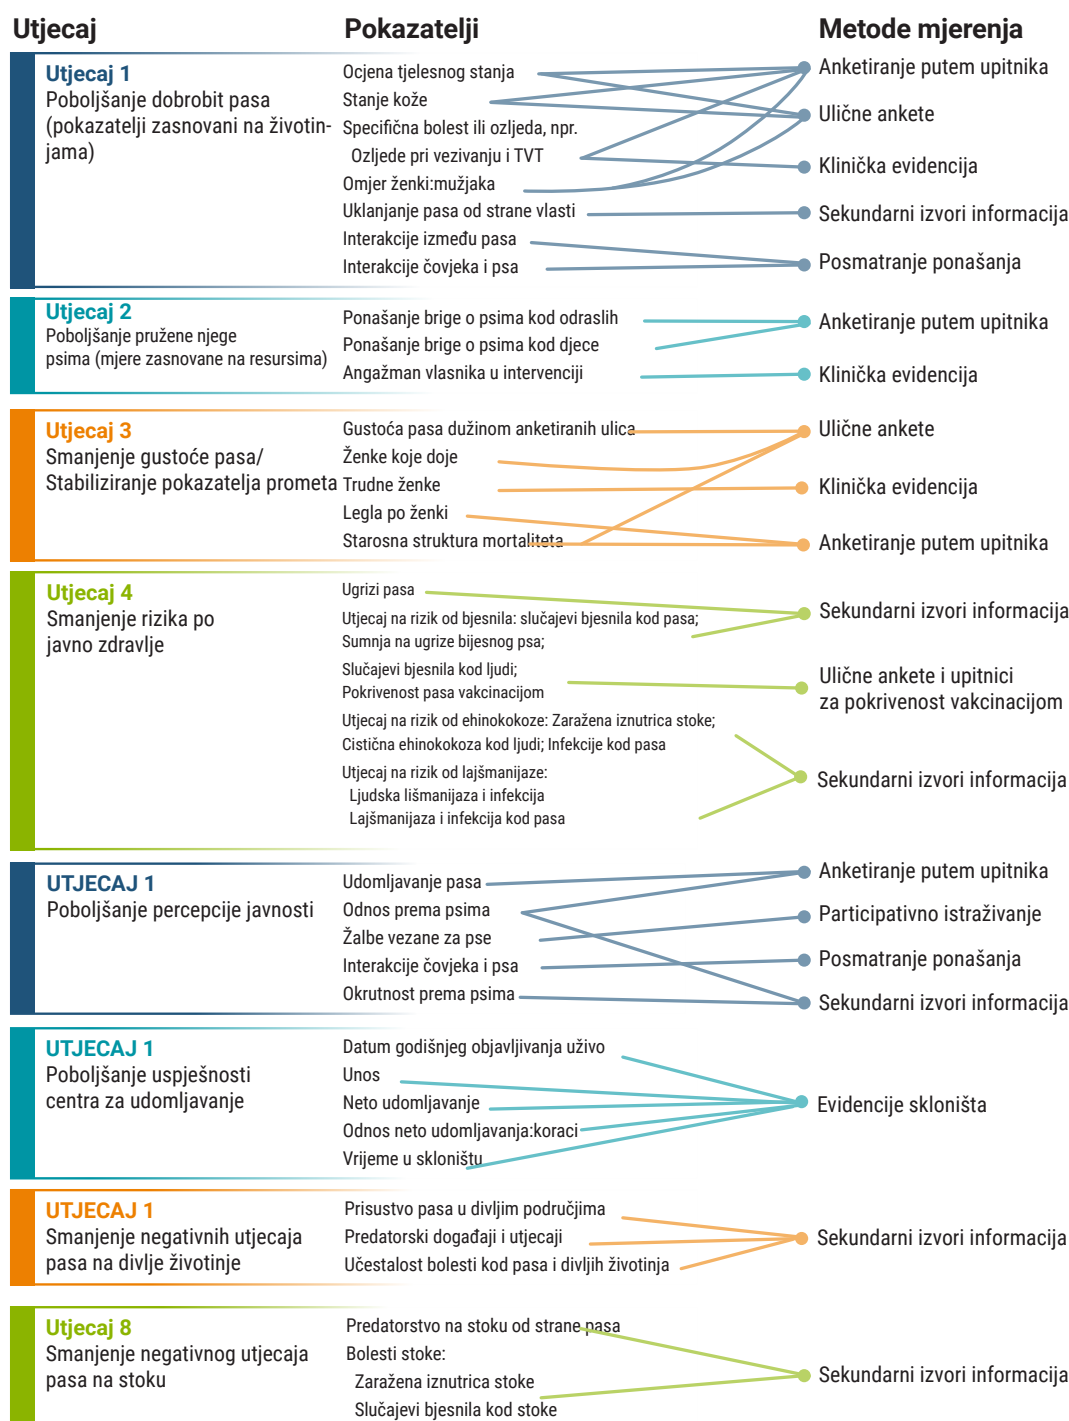 Utjecaj
Pokazatelji
Metode mjerenja
Utjecaj 1
Poboljšanje dobrobit pasa
(pokazatelji zasnovani na životin-
jama)
Ocjena tjelesnog stanja
Stanje kože
Specifična bolest ili ozljeda, npr.
Ozljede pri vezivanju i TVT
Omjer ženki:mužjaka
Uklanjanje pasa od strane vlasti
Interakcije između pasa
Interakcije čovjeka i psa
Anketiranje putem upitnika
Ulične ankete
Klinička evidencija
Sekundarni izvori informacija
Posmatranje ponašanja
Utjecaj 2
Poboljšanje pružene njege
psima (mjere zasnovane na resursima)
Ponašanje brige o psima kod odraslih
Ponašanje brige o psima kod djece
Angažman vlasnika u intervenciji
Anketiranje putem upitnika
Klinička evidencija
Utjecaj 3
Smanjenje gustoće pasa/
Stabiliziranje pokazatelja prometa
Gustoća pasa dužinom anketiranih ulica
Ženke koje doje
Trudne ženke
Legla po ženki
Starosna struktura mortaliteta
Ulične ankete
Klinička evidencija
Anketiranje putem upitnika
Utjecaj 4
Smanjenje rizika po
javno zdravlje
Ugrizi pasa
Utjecaj na rizik od bjesnila: slučajevi bjesnila kod pasa;
Sumnja na ugrize bijesnog psa;
Slučajevi bjesnila kod ljudi;
Pokrivenost pasa vakcinacijom
Utjecaj na rizik od ehinokokoze: Zaražena iznutrica stoke;
Cistična ehinokokoza kod ljudi; Infekcije kod pasa
Utjecaj na rizik od lajšmanijaze:
Ljudska lišmanijaza i infekcija
Lajšmanijaza i infekcija kod pasa
Sekundarni izvori informacija
Ulične ankete i upitnici
za pokrivenost vakcinacijom
Sekundarni izvori informacija
UTJECAJ 1
Poboljšanje percepcije javnosti
Udomljavanje pasa
Odnos prema psima
Žalbe vezane za pse
Interakcije čovjeka i psa
Okrutnost prema psima
Anketiranje putem upitnika
Participativno istraživanje
Posmatranje ponašanja
Sekundarni izvori informacija
UTJECAJ 1
Poboljšanje uspješnosti
centra za udomljavanje
Datum godišnjeg objavljivanja uživo
Unos
Neto udomljavanje
Odnos neto udomljavanja:koraci
Vrijeme u skloništu
Evidencije skloništa
UTJECAJ 1
Smanjenje negativnih utjecaja
pasa na divlje životinje
Prisustvo pasa u divljim područjima
Predatorski događaji i utjecaji
Učestalost bolesti kod pasa i divljih životinja
Sekundarni izvori informacija
Utjecaj 8
Smanjenje negativnog utjecaja
pasa na stoku
Predatorstvo na stoku od strane pasa
Bolesti stoke:
Zaražena iznutrica stoke
Slučajevi bjesnila kod stoke
Sekundarni izvori informacija